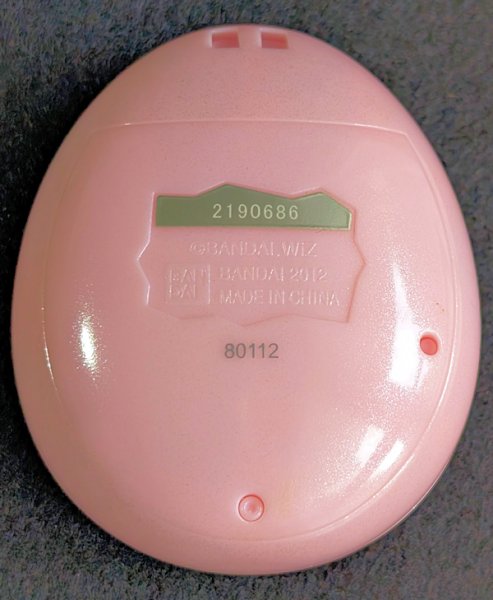 2190686
©BANDAI,WIZ
BAN
DAI
BANDAI 2012
MADE IN CHINA
80112